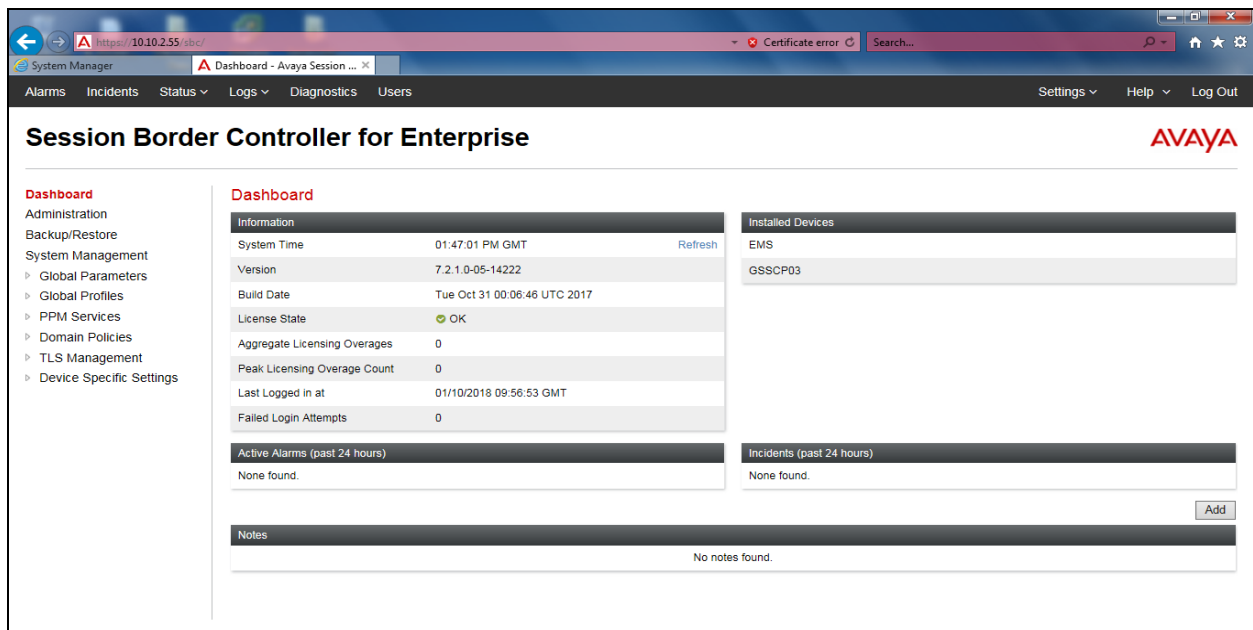 https://10.10.2.55/sbc/
Certificate error
Search...
System Manager
Dashboard - Avaya Session ...
Alarms Incidents Status Logs Diagnostics Users Settings Help Log Out
Session Border Controller for Enterprise
AVAYA
Dashboard
Administration
Backup/Restore
System Management
Global Parameters
Global Profiles
PPM Services
Domain Policies
TLS Management
Device Specific Settings
Dashboard
Information
System Time 01:47:01 PM GMT Refresh
Version 7.2.1.0-05-14222
Build Date Tue Oct 31 00:06:46 UTC 2017
License State OK
Aggregate Licensing Overages 0
Peak Licensing Overage Count 0
Last Logged in at 01/10/2018 09:56:53 GMT
Failed Login Attempts 0
Installed Devices
EMS
GSSCP03
Active Alarms (past 24 hours)
None found.
Incidents (past 24 hours)
None found.
Add
Notes
No notes found.